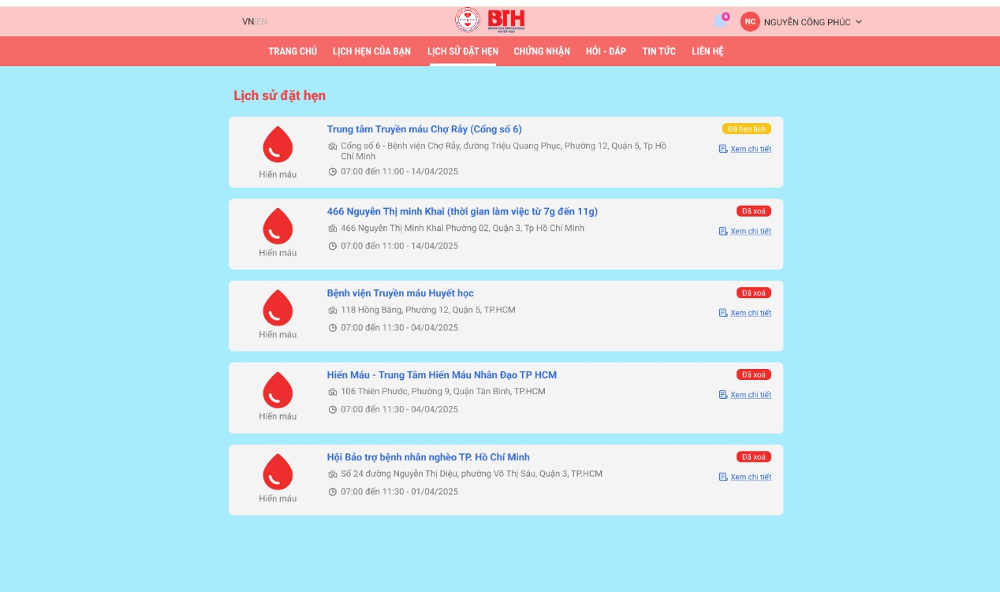 VN|EN
BTH
BỆNH VIỆN TRUYỀN MÁU
HUYẾT HỌC
6
NC NGUYỄN CÔNG PHÚC
TRANG CHỦ LỊCH HẸN CỦA BẠN LỊCH SỬ ĐẶT HẸN CHỨNG NHẬN HỎI - ĐÁP TIN TỨC LIÊN HỆ
Lịch sử đặt hẹn
Trung tâm Truyền máu Chợ Rẫy (Cổng số 6)
Đã hẹn lịch
Cổng số 6 - Bệnh viện Chợ Rẫy, đường Triệu Quang Phục, Phường 12, Quận 5, Tp Hồ
Chí Minh
Xem chi tiết
07:00 đến 11:00 - 14/04/2025
Hiến máu
466 Nguyễn Thị minh Khai (thời gian làm việc từ 7g đến 11g)
Đã xoá
466 Nguyễn Thị Minh Khai Phường 02, Quận 3, Tp Hồ Chí Minh
Xem chi tiết
07:00 đến 11:00 - 14/04/2025
Hiến máu
Bệnh viện Truyền máu Huyết học
Đã xoá
118 Hồng Bàng, Phường 12, Quận 5, TP.HCM
Xem chi tiết
07:00 đến 11:30 - 04/04/2025
Hiến máu
Hiến Máu - Trung Tâm Hiến Máu Nhân Đạo TP HCM
Đã xoá
106 Thiên Phước, Phường 9, Quận Tân Bình, TP.HCM
Xem chi tiết
07:00 đến 11:30 - 04/04/2025
Hiến máu
Hội Bảo trợ bệnh nhân nghèo TP. Hồ Chí Minh
Đã xoá
Số 24 đường Nguyễn Thị Diệu, phường Võ Thị Sáu, Quận 3, TP.HCM
Xem chi tiết
07:00 đến 11:30 - 01/04/2025
Hiến máu